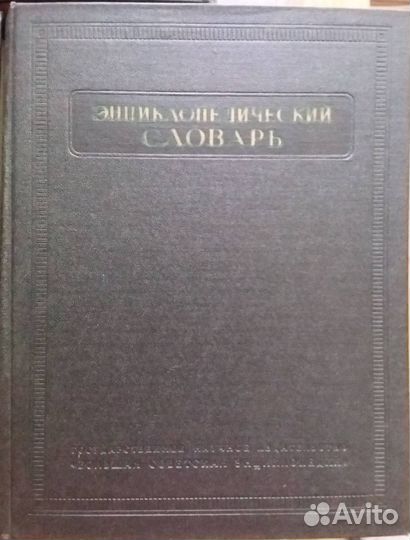 ЭНЦИКЛОПЕДИЧЕСКИЙ
СЛОВАРЬ
ГОСУДАРСТВЕННОЕ НАУЧНОЕ ИЗДАТЕЛЬСТВО
«БОЛЬШАЯ СОВЕТСКАЯ ЭНЦИКЛОПЕДИЯ»
Avito